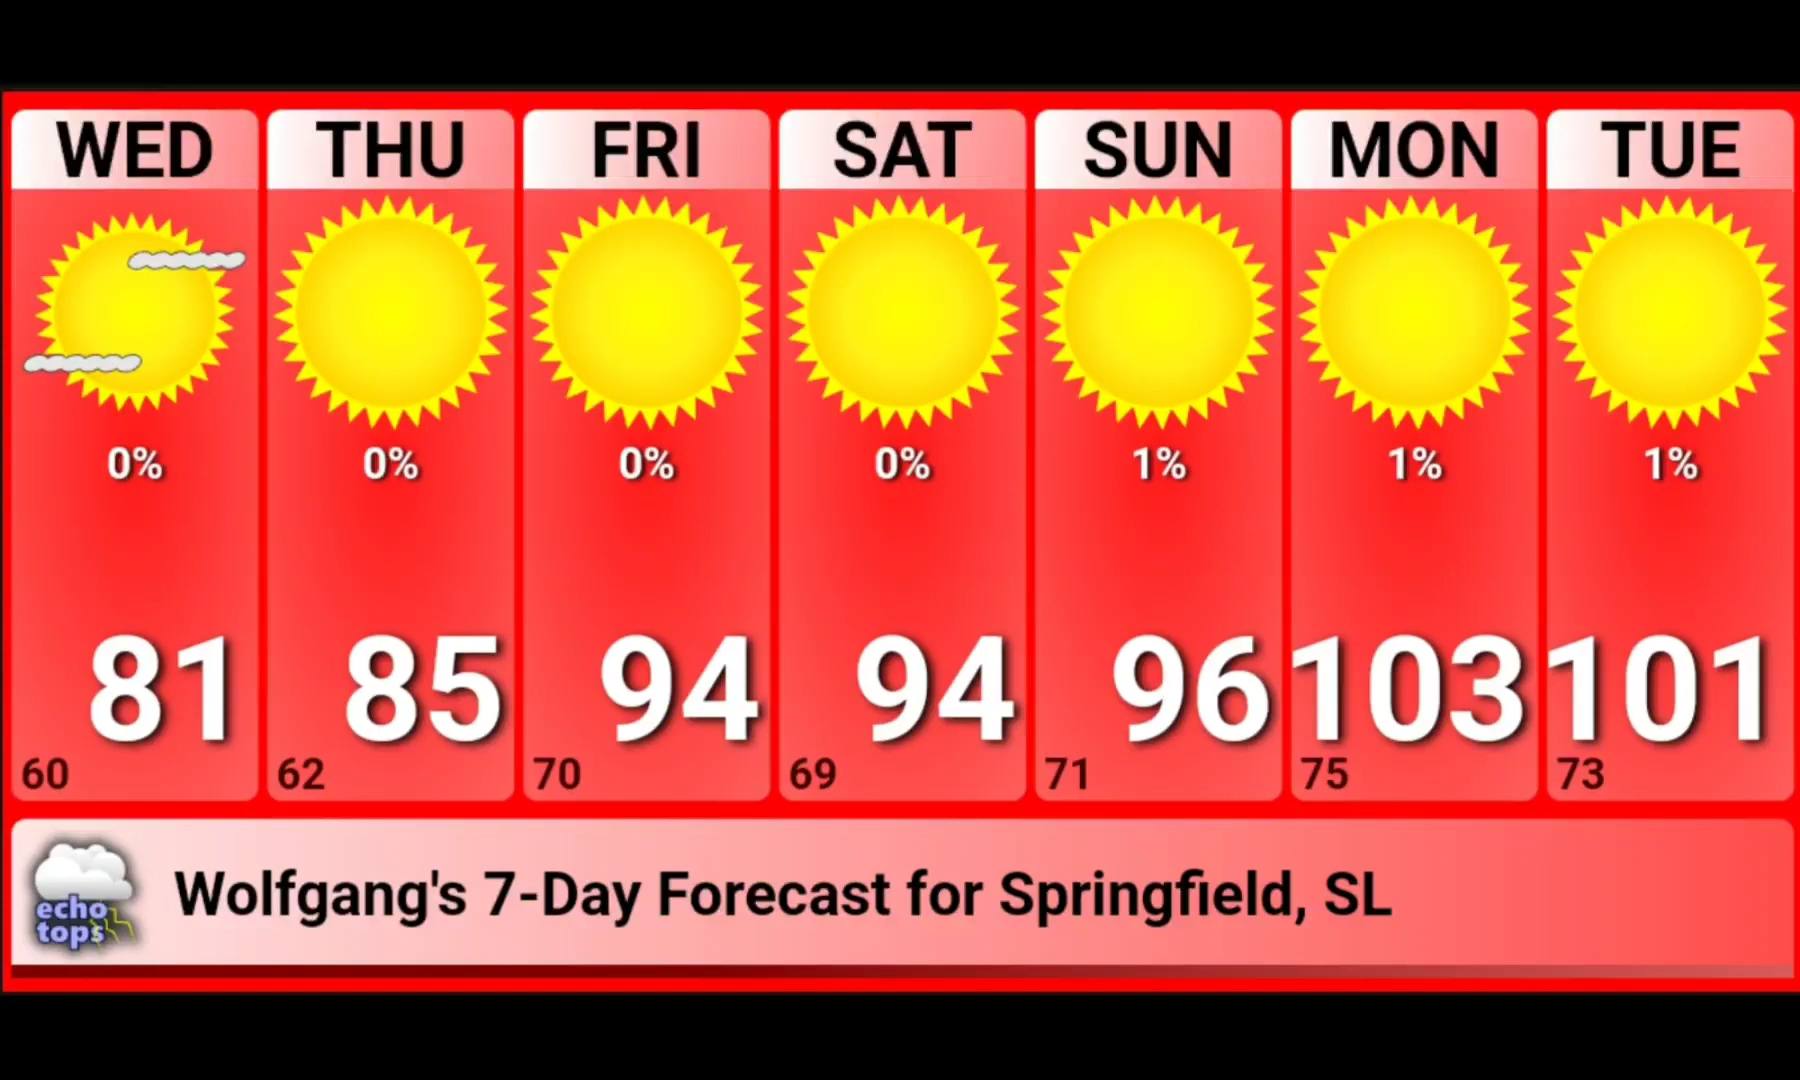 WED THU FRI SAT SUN MON TUE
0% 0% 0% 0% 1% 1% 1%
81 85 94 94 96 103 101
60 62 70 69 71 75 73
echo
tops
Wolfgang's 7-Day Forecast for Springfield, SL